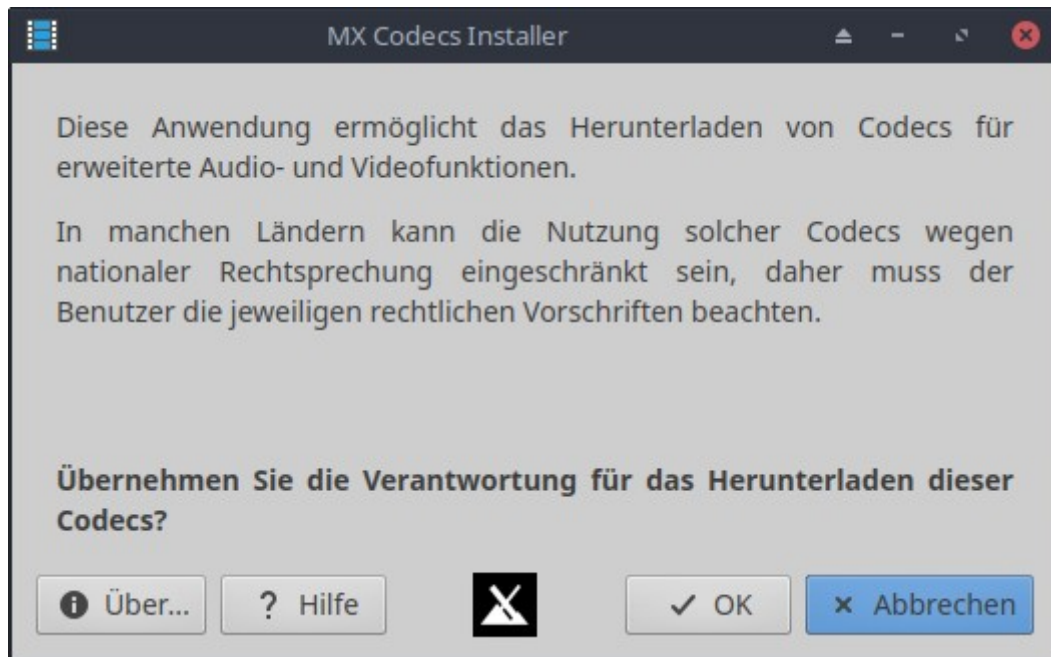 MX Codecs Installer
Diese Anwendung ermöglicht das Herunterladen von Codecs für
erweiterte Audio- und Videofunktionen.
In manchen Ländern kann die Nutzung solcher Codecs wegen
nationaler Rechtsprechung eingeschränkt sein, daher muss der
Benutzer die jeweiligen rechtlichen Vorschriften beachten.
Übernehmen Sie die Verantwortung für das Herunterladen dieser
Codecs?
Über... ? Hilfe OK Abbrechen